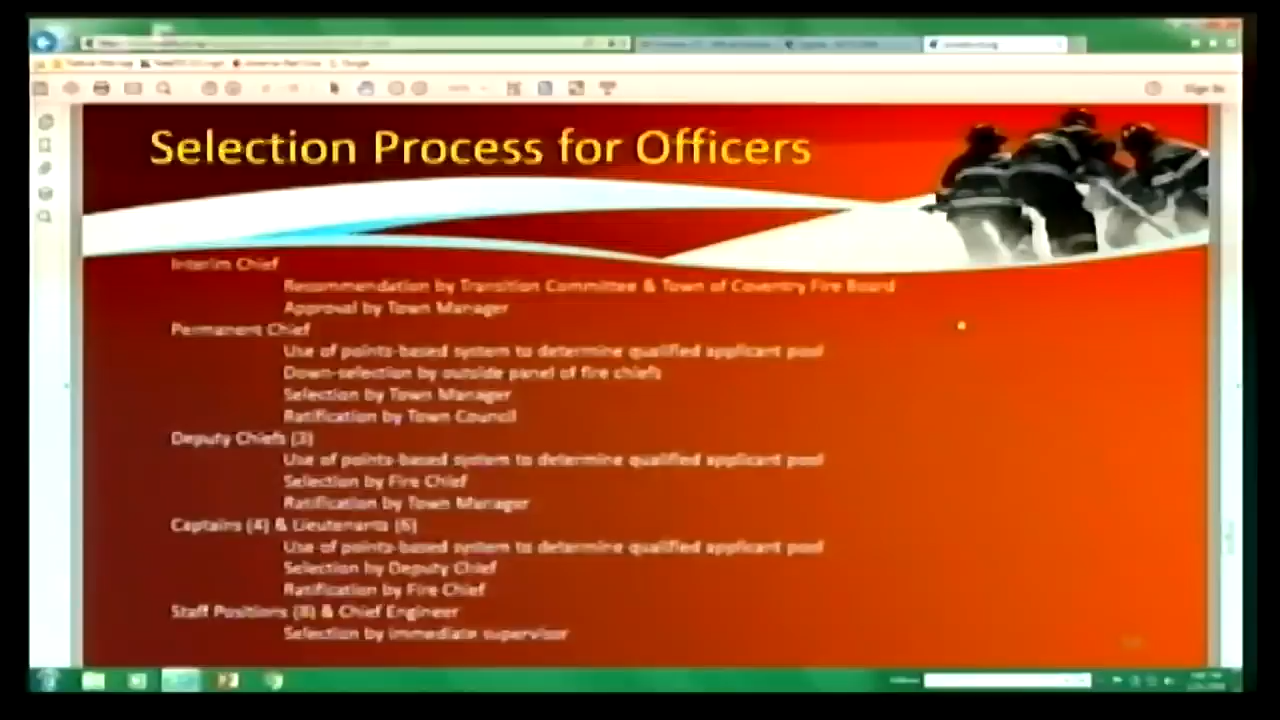 Sign In
Selection Process for Officers
Interim Chief
Recommendation by Transition Committee & Town of Coventry Fire Board
Approval by Town Manager
Permanent Chief
Use of points-based system to determine qualified applicant pool
Down-selection by outside panel of fire chiefs
Selection by Town Manager
Ratification by Town Council
Deputy Chiefs (3)
Use of points-based system to determine qualified applicant pool
Selection by Fire Chief
Ratification by Town Manager
Captains (4) & Lieutenants (6)
Use of points-based system to determine qualified applicant pool
Selection by Deputy Chief
Ratification by Fire Chief
Staff Positions (8) & Chief Engineer
Selection by immediate supervisor